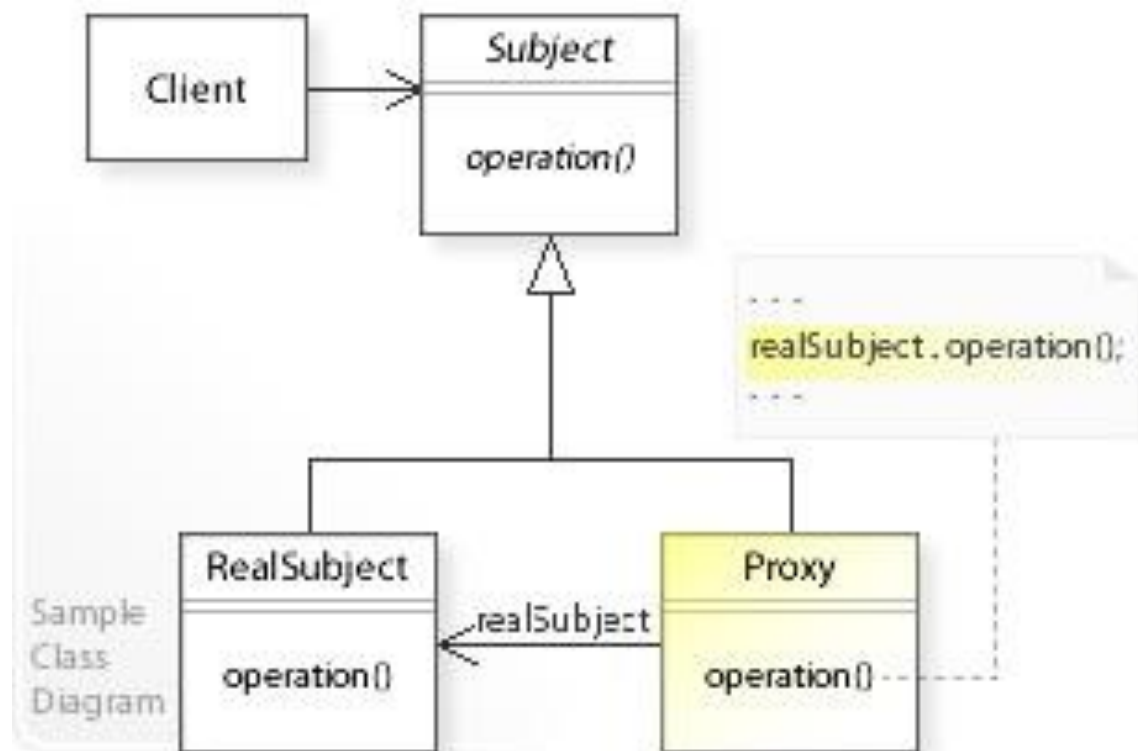 Client
Subject
operation()
- - -
realSubject.operation();
- - -
RealSubject
operation()
realSubject
Proxy
operation()
Sample
Class
Diagram